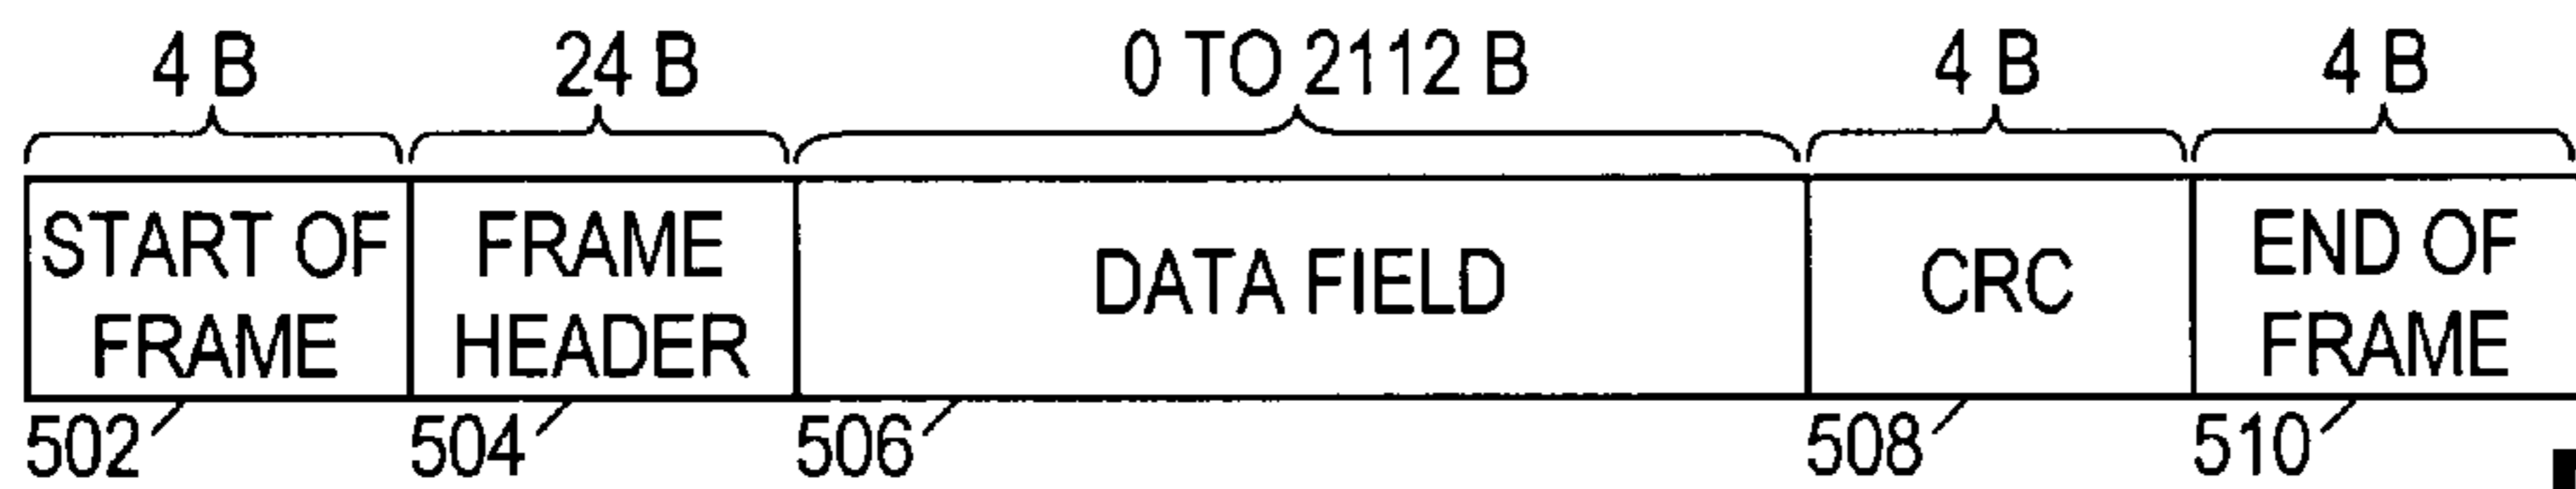 4 B 24 B 0 TO 2112 B 4 B 4 B
START OF FRAME
FRAME HEADER
DATA FIELD
CRC
END OF FRAME
502 504 506 508 510